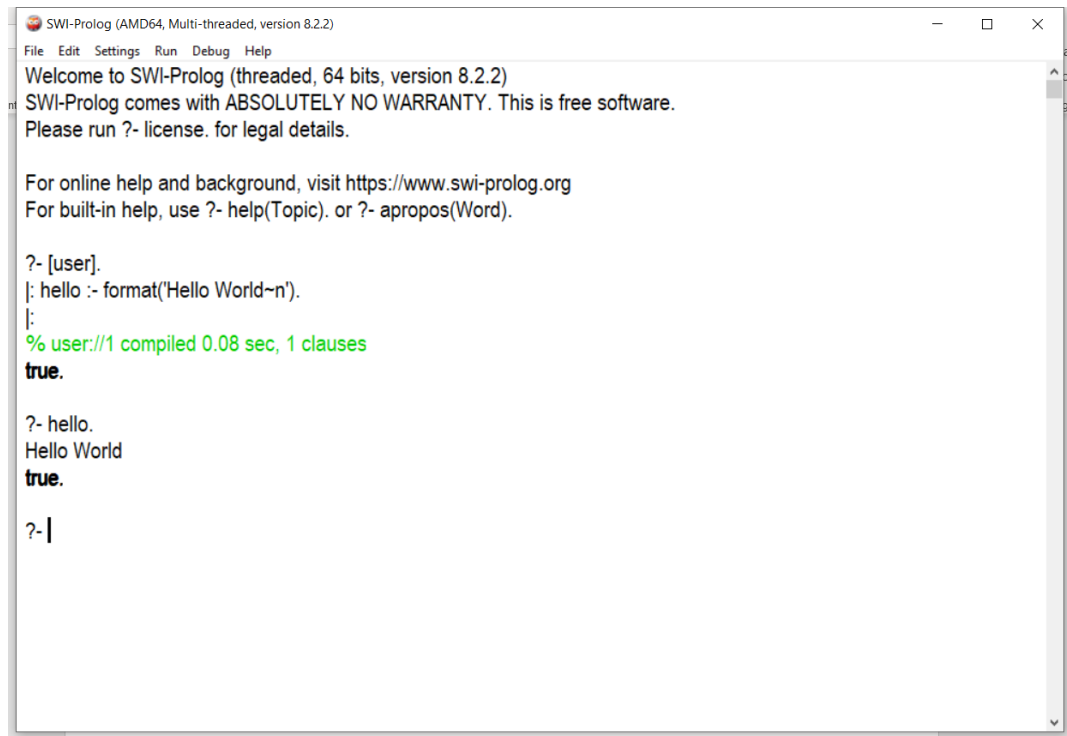 SWI-Prolog (AMD64, Multi-threaded, version 8.2.2)
File Edit Settings Run Debug Help
Welcome to SWI-Prolog (threaded, 64 bits, version 8.2.2)
SWI-Prolog comes with ABSOLUTELY NO WARRANTY. This is free software.
Please run ?- license. for legal details.
For online help and background, visit https://www.swi-prolog.org
For built-in help, use ?- help(Topic). or ?- apropos(Word).
?- [user].
|: hello :- format('Hello World~n').
|:
% user://1 compiled 0.08 sec, 1 clauses
true.
?- hello.
Hello World
true.
?-